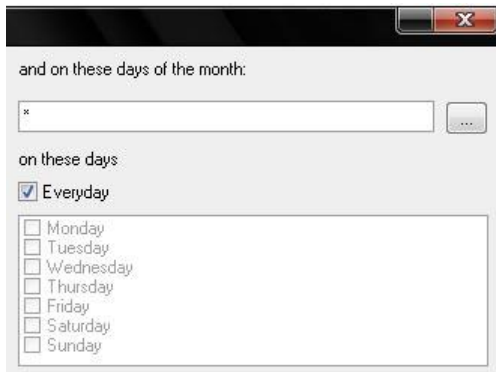 and on these days of the month:
*
...
on these days
Everyday
Monday
Tuesday
Wednesday
Thursday
Friday
Saturday
Sunday